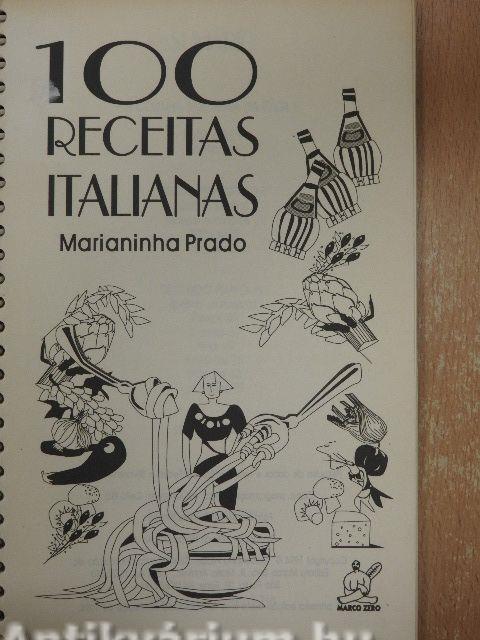 100
RECEITAS
ITALIANAS
Marianinha Prado
MARCO ZERO
Antikvárium.hu